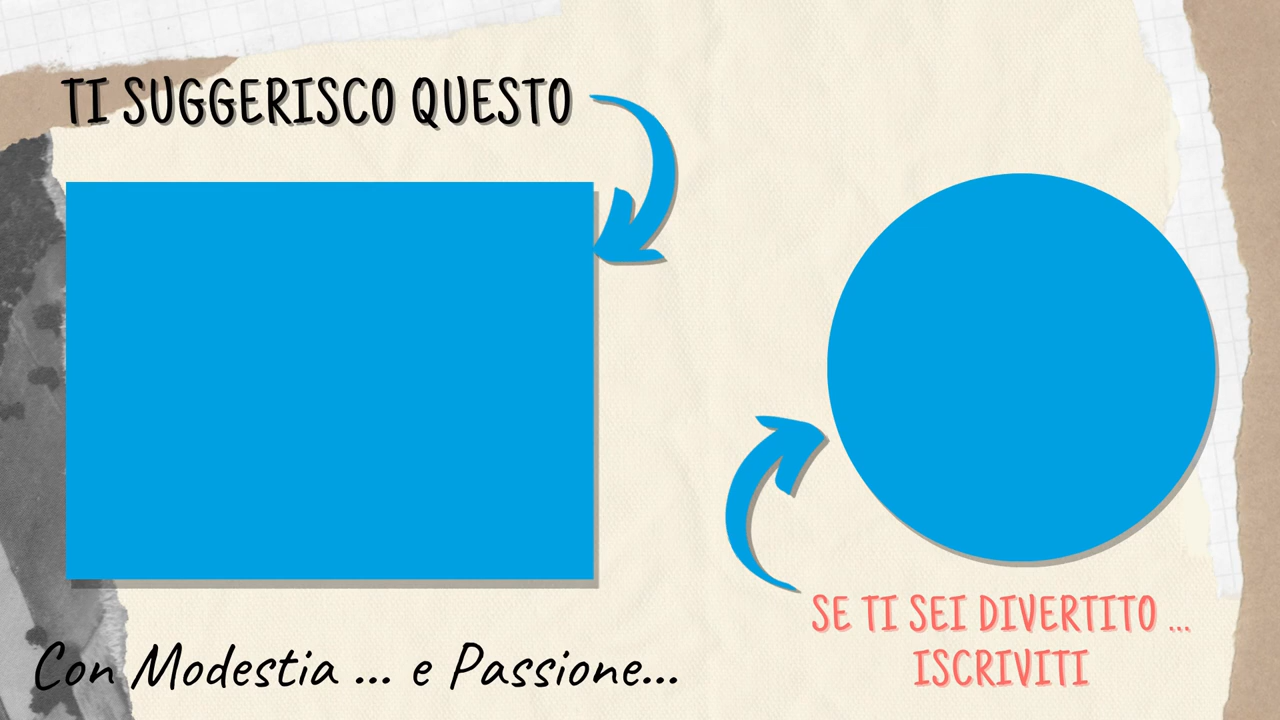 TI SUGGERISCO QUESTO
SE TI SEI DIVERTITO ...
ISCRIVITI
Con Modestia ... e Passione...